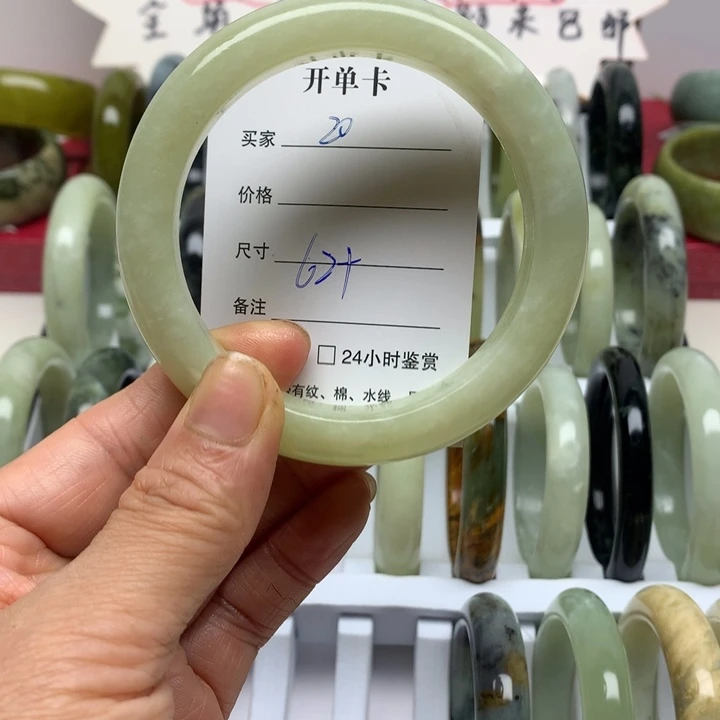 开单卡
买家 20
价格
尺寸 62+
备注
□ 24小时鉴赏
有纹、棉、水线、